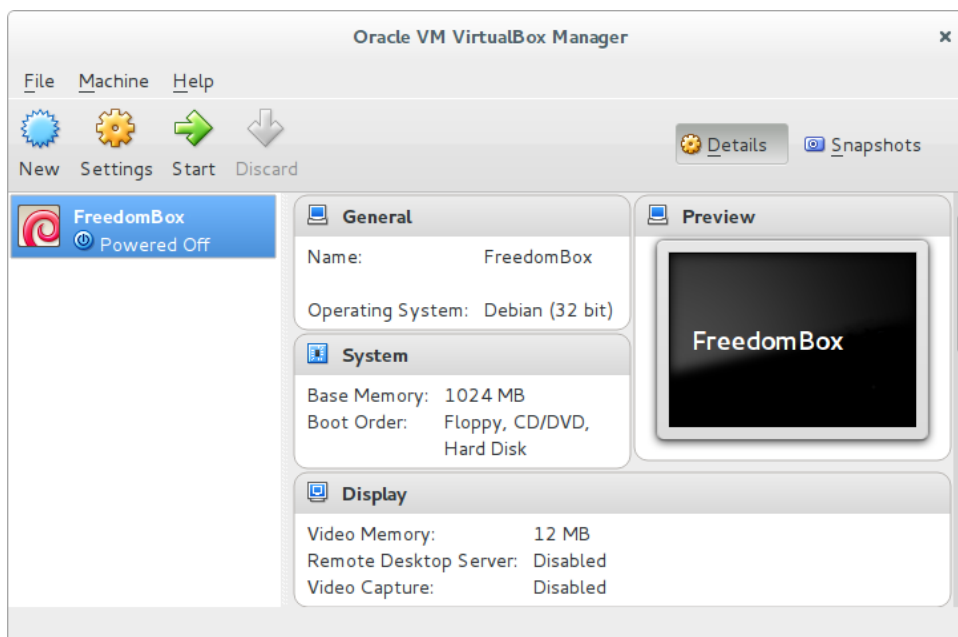 Oracle VM VirtualBox Manager
File Machine Help
New Settings Start Discard
Details Snapshots
FreedomBox
Powered Off
General
Name: FreedomBox
Operating System: Debian (32 bit)
System
Base Memory: 1024 MB
Boot Order: Floppy, CD/DVD,
Hard Disk
Preview
FreedomBox
Display
Video Memory: 12 MB
Remote Desktop Server: Disabled
Video Capture: Disabled